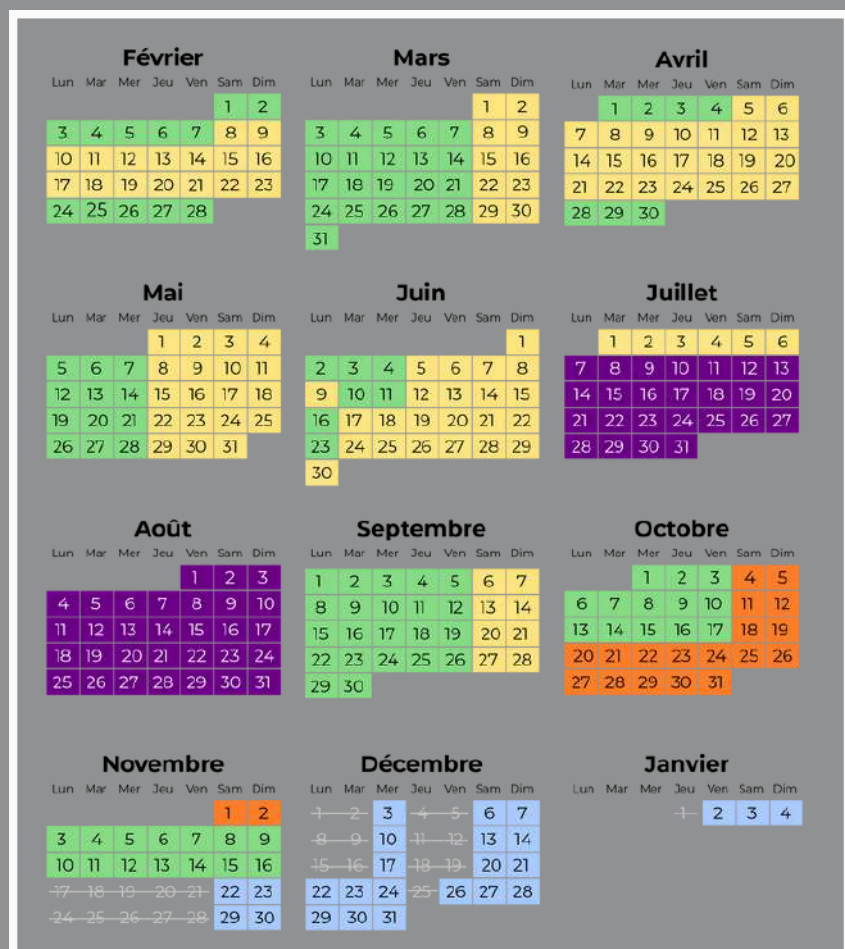 Février
Lun Mar Mer Jeu Ven Sam Dim
1 2
3 4 5 6 7 8 9
10 11 12 13 14 15 16
17 18 19 20 21 22 23
24 25 26 27 28
Mars
Lun Mar Mer Jeu Ven Sam Dim
1 2
3 4 5 6 7 8 9
10 11 12 13 14 15 16
17 18 19 20 21 22 23
24 25 26 27 28 29 30
31
Avril
Lun Mar Mer Jeu Ven Sam Dim
1 2 3 4 5 6
7 8 9 10 11 12 13
14 15 16 17 18 19 20
21 22 23 24 25 26 27
28 29 30
Mai
Lun Mar Mer Jeu Ven Sam Dim
1 2 3 4
5 6 7 8 9 10 11
12 13 14 15 16 17 18
19 20 21 22 23 24 25
26 27 28 29 30 31
Juin
Lun Mar Mer Jeu Ven Sam Dim
1
2 3 4 5 6 7 8
9 10 11 12 13 14 15
16 17 18 19 20 21 22
23 24 25 26 27 28 29
30
Juillet
Lun Mar Mer Jeu Ven Sam Dim
1 2 3 4 5 6
7 8 9 10 11 12 13
14 15 16 17 18 19 20
21 22 23 24 25 26 27
28 29 30 31
Août
Lun Mar Mer Jeu Ven Sam Dim
1 2 3
4 5 6 7 8 9 10
11 12 13 14 15 16 17
18 19 20 21 22 23 24
25 26 27 28 29 30 31
Septembre
Lun Mar Mer Jeu Ven Sam Dim
1 2 3 4 5 6 7
8 9 10 11 12 13 14
15 16 17 18 19 20 21
22 23 24 25 26 27 28
29 30
Octobre
Lun Mar Mer Jeu Ven Sam Dim
1 2 3 4 5
6 7 8 9 10 11 12
13 14 15 16 17 18 19
20 21 22 23 24 25 26
27 28 29 30 31
Novembre
Lun Mar Mer Jeu Ven Sam Dim
1 2
3 4 5 6 7 8 9
10 11 12 13 14 15 16
17 18 19 20 21 22 23
24 25 26 27 28 29 30
Décembre
Lun Mar Mer Jeu Ven Sam Dim
1 2 3 4 5 6 7
8 9 10 11 12 13 14
15 16 17 18 19 20 21
22 23 24 25 26 27 28
29 30 31
Janvier
Lun Mar Mer Jeu Ven Sam Dim
1 2 3 4